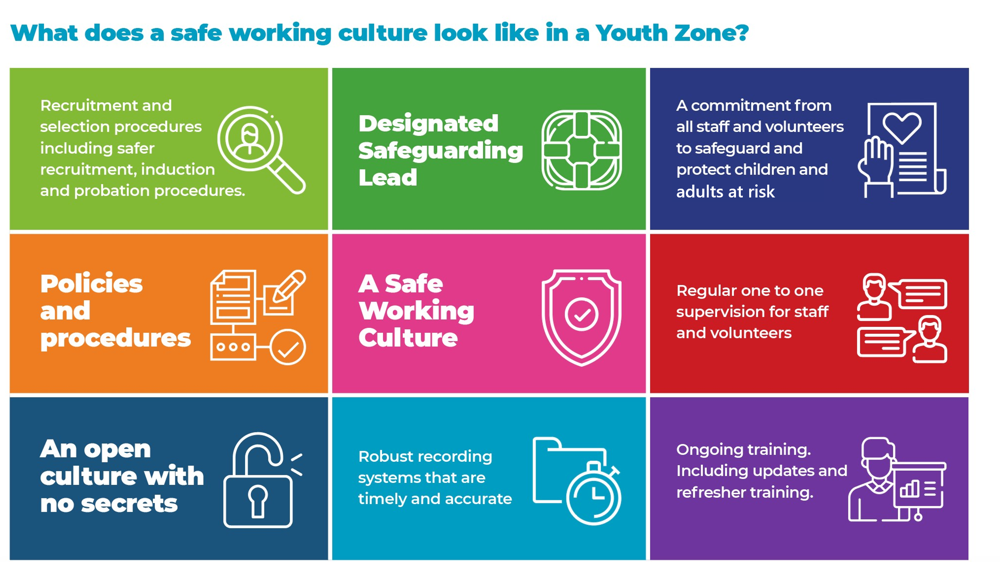 What does a safe working culture look like in a Youth Zone?
Recruitment and
selection procedures
including safer
recruitment, induction
and probation procedures.
Designated
Safeguarding
Lead
A commitment from
all staff and volunteers
to safeguard and
protect children and
adults at risk
Policies
and
procedures
A Safe
Working
Culture
Regular one to one
supervision for staff
and volunteers
An open
culture with
no secrets
Robust recording
systems that are
timely and accurate
Ongoing training.
Including updates and
refresher training.